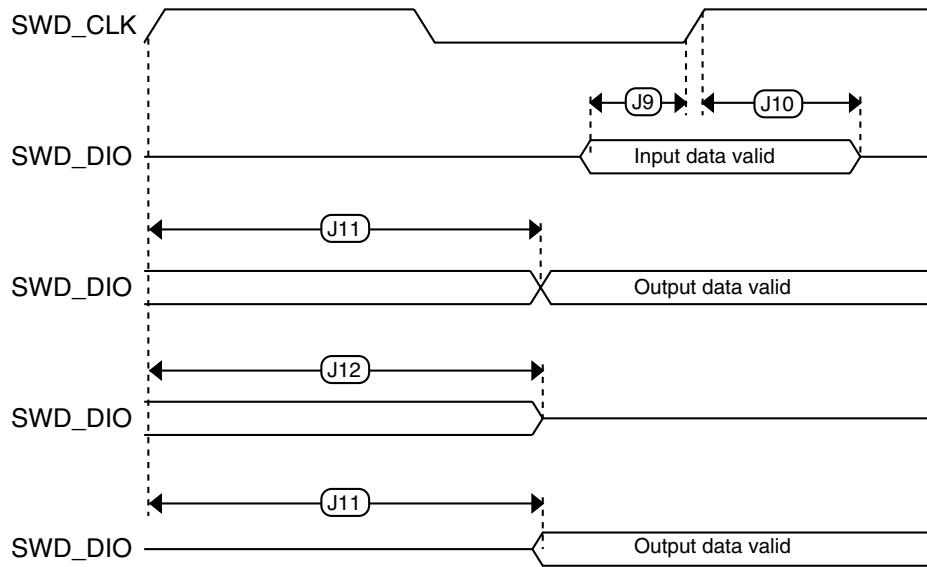 SWD_CLK
J9
J10
SWD_DIO
Input data valid
J11
SWD_DIO
Output data valid
J12
SWD_DIO
J11
SWD_DIO
Output data valid